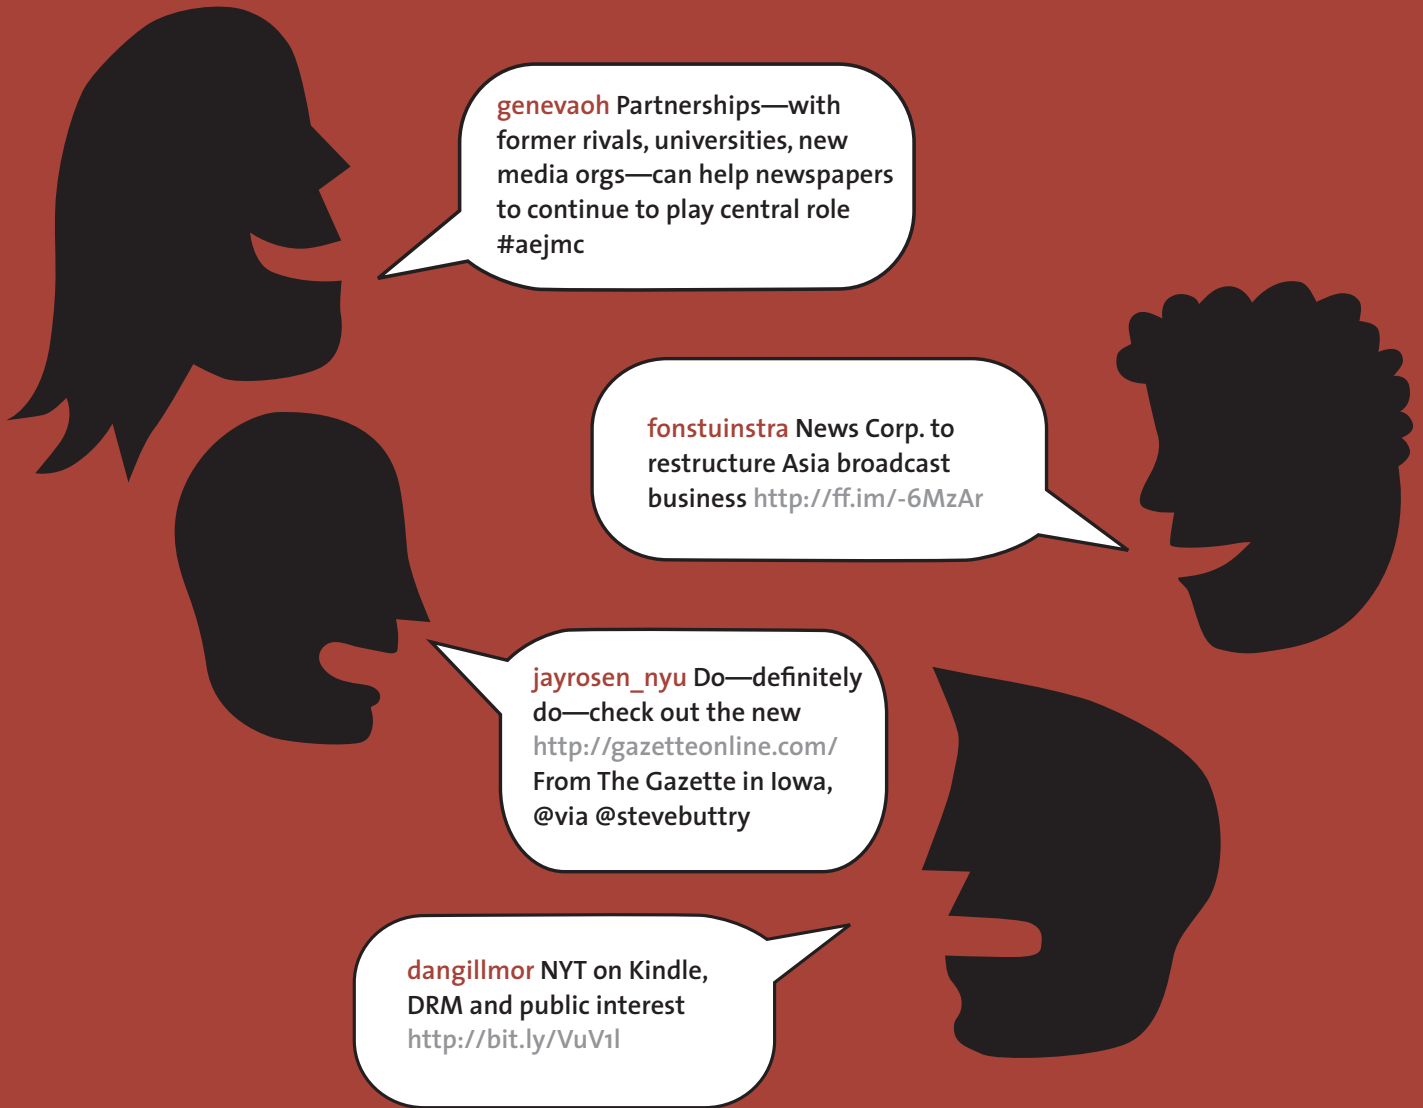 genevaoh Partnerships—with
former rivals, universities, new
media orgs—can help newspapers
to continue to play central role
#aejmc
fonstuinstra News Corp. to
restructure Asia broadcast
business http://ff.im/-6MzAr
jayrosen_nyu Do—definitely
do—check out the new
http://gazetteonline.com/
From The Gazette in Iowa,
@via @stevebuttry
dangillmor NYT on Kindle,
DRM and public interest
http://bit.ly/VuV1l